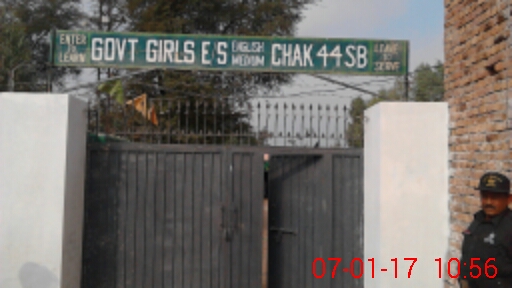 ENTER TO LEARN
GOVT GIRLS E/S ENGLISH MEDIUM CHAK 44 SB
LEAVE TO SERVE
07-01-17 10:56